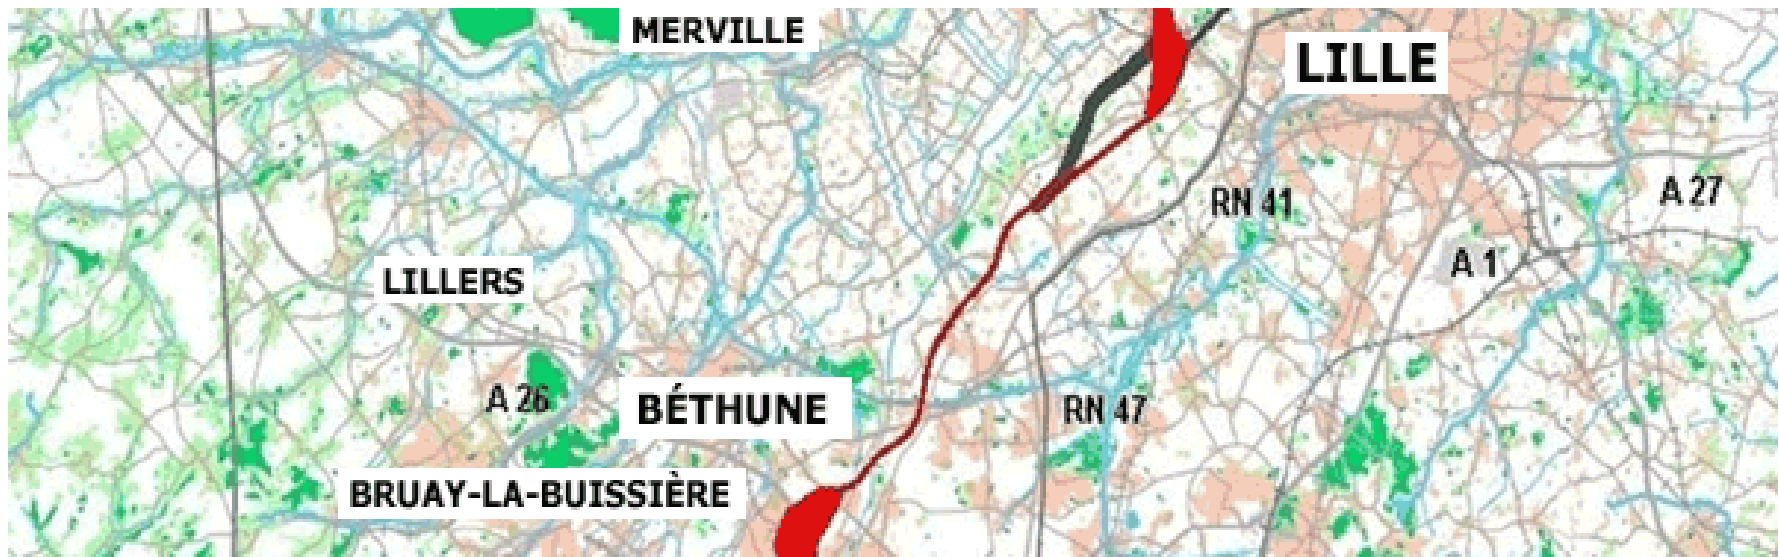 MERVILLE
LILLE
A 27
RN 41
A 1
LILLERS
A 26
BÉTHUNE
RN 47
BRUAY-LA-BUISSIÈRE